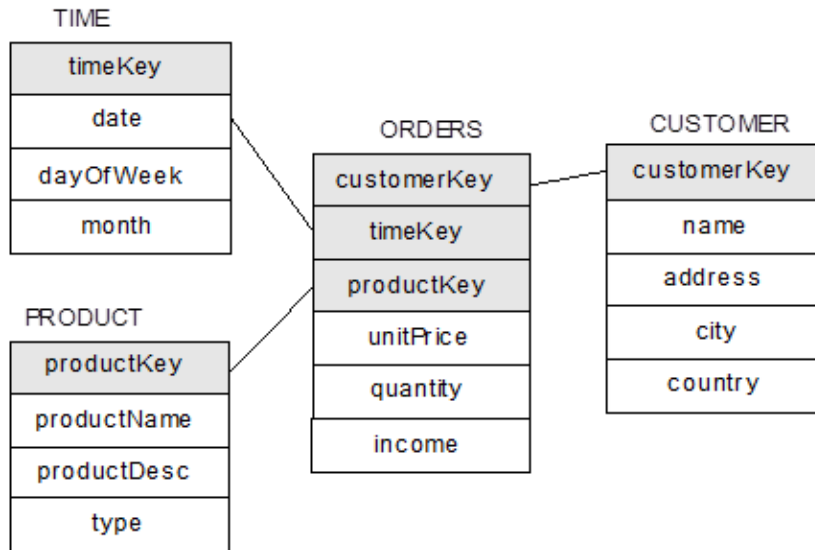 TIME
timeKey
date
dayOfWeek
month
PRODUCT
productKey
productName
productDesc
type
ORDERS
customerKey
timeKey
productKey
unitPrice
quantity
income
CUSTOMER
customerKey
name
address
city
country